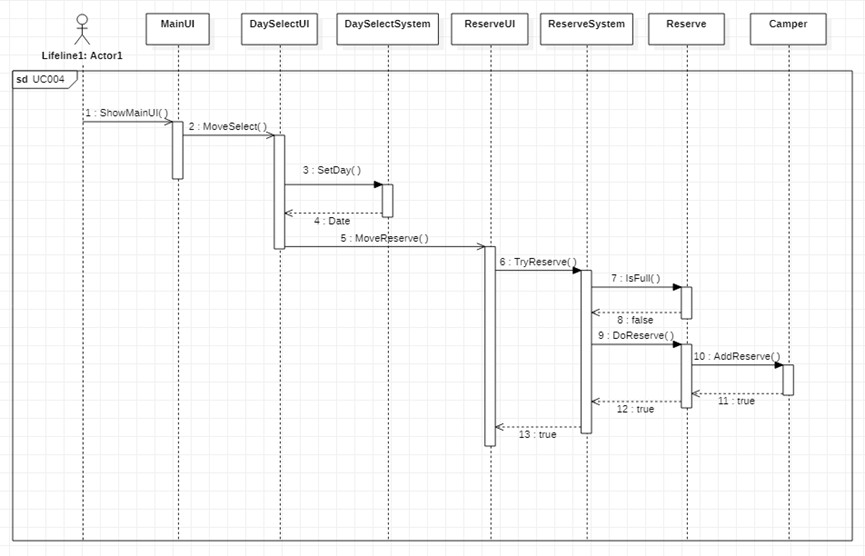 MainUI
DaySelectUI
DaySelectSystem
ReserveUI
ReserveSystem
Reserve
Camper
Lifeline1: Actor1
sd UC004
1 : ShowMainUI( )
2 : MoveSelect( )
3 : SetDay( )
4 : Date
5 : MoveReserve( )
6 : TryReserve( )
7 : IsFull( )
8 : false
9 : DoReserve( )
10 : AddReserve( )
11 : true
12 : true
13 : true